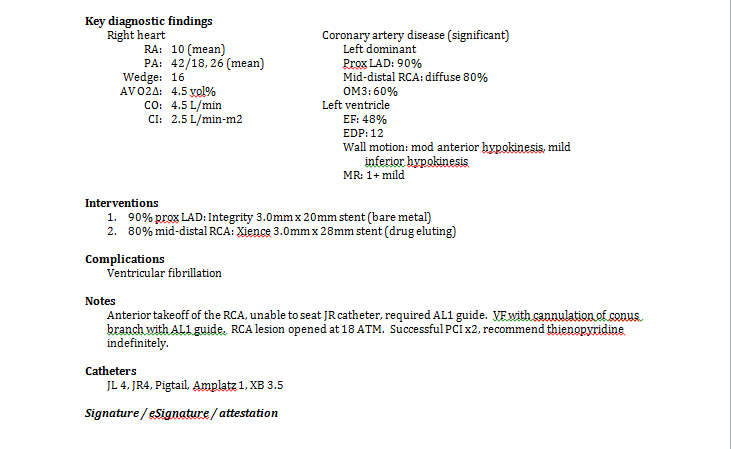 Key diagnostic findings
Right heart
RA: 10 (mean)
PA: 42/18, 26 (mean)
Wedge: 16
AVO2Δ: 4.5 vol%
CO: 4.5 L/min
CI: 2.5 L/min-m2
Coronary artery disease (significant)
Left dominant
Prox LAD: 90%
Mid-distal RCA: diffuse 80%
OM3: 60%
Left ventricle
EF: 48%
EDP: 12
Wall motion: mod anterior hypokinesis, mild
inferior hypokinesis
MR: 1+ mild
Interventions
1. 90% prox LAD: Integrity 3.0mm x 20mm stent (bare metal)
2. 80% mid-distal RCA: Xience 3.0mm x 28mm stent (drug eluting)
Complications
Ventricular fibrillation
Notes
Anterior takeoff of the RCA, unable to seat JR catheter, required AL1 guide. VF with cannulation of conus
branch with AL1 guide. RCA lesion opened at 18 ATM. Successful PCI x2, recommend thienopyridine
indefinitely.
Catheters
JL 4, JR4, Pigtail, Amplatz 1, XB 3.5
Signature / eSignature / attestation